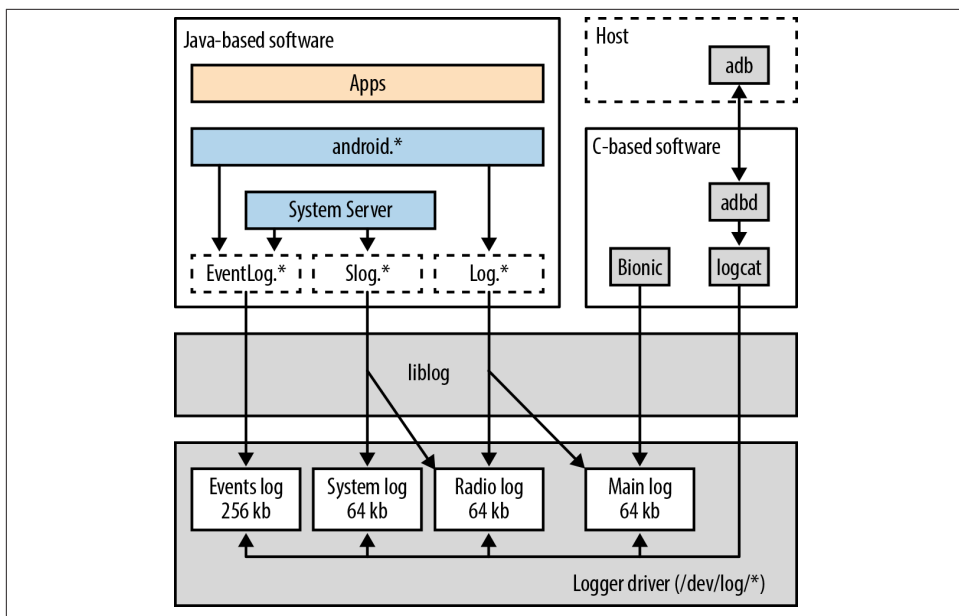 Java-based software
Apps
android.*
System Server
EventLog.*
Slog.*
Log.*
Host
adb
C-based software
adbd
Bionic
logcat
liblog
Events log
256 kb
System log
64 kb
Radio log
64 kb
Main log
64 kb
Logger driver (/dev/log/*)